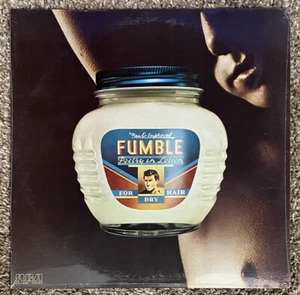 New & Improved
FUMBLE
Poetry in Lotion
FOR
DRY
HAIR
RCA